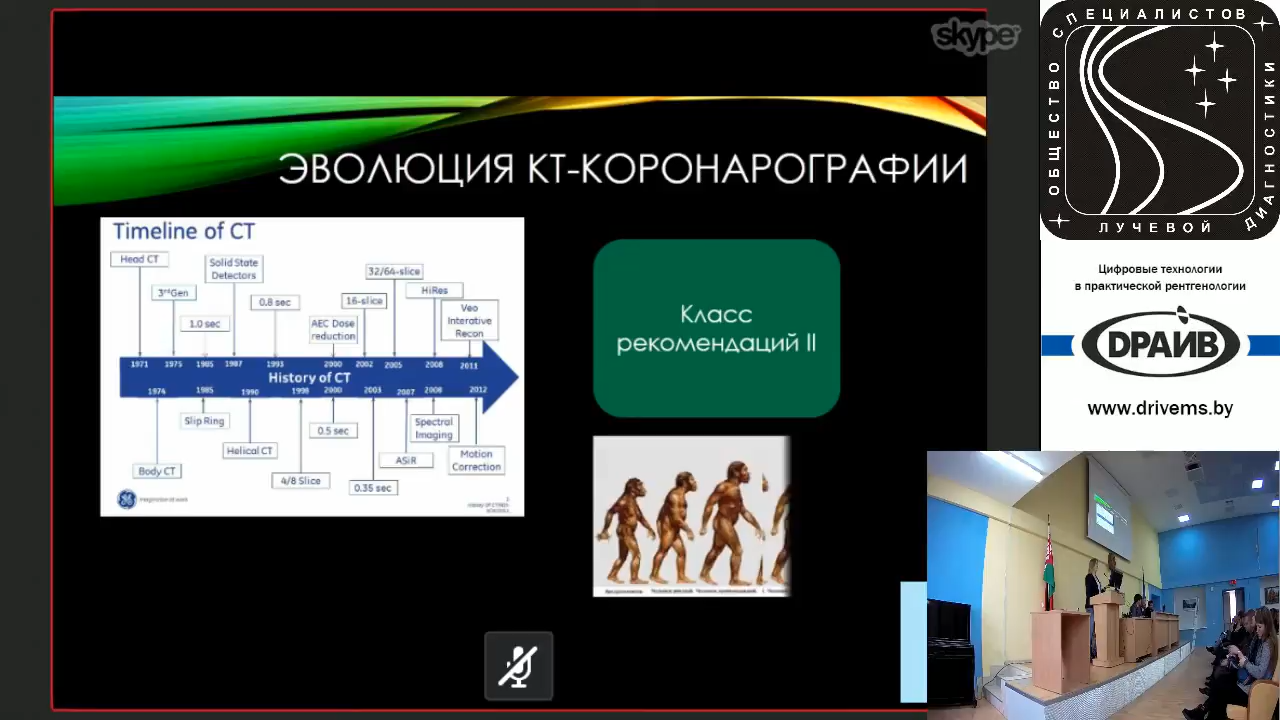 skype
ЭВОЛЮЦИЯ КТ-КОРОНАРОГРАФИИ
Timeline of CT
Head CT
3rd Gen
1.0 sec
Solid State
Detectors
0.8 sec
AEC Dose
reduction
16-slice
32/64-slice
HiRes
Veo
Interative
Recon
1971 1975 1985 1987 1993 2000 2002 2005 2008 2011
History of CT
1974 1985 1990 1998 2000 2003 2007 2008 2012
Body CT
Slip Ring
Helical CT
4/8 Slice
0.5 sec
0.35 sec
ASiR
Spectral
Imaging
Motion
Correction
imagination at work
Класс
рекомендаций II
ОБЩЕСТВО СПЕЦИАЛИСТОВ
ЛУЧЕВОЙ ДИАГНОСТИКИ
Цифровые технологии
в практической рентгенологии
ДРАЙВ
www.drivems.by